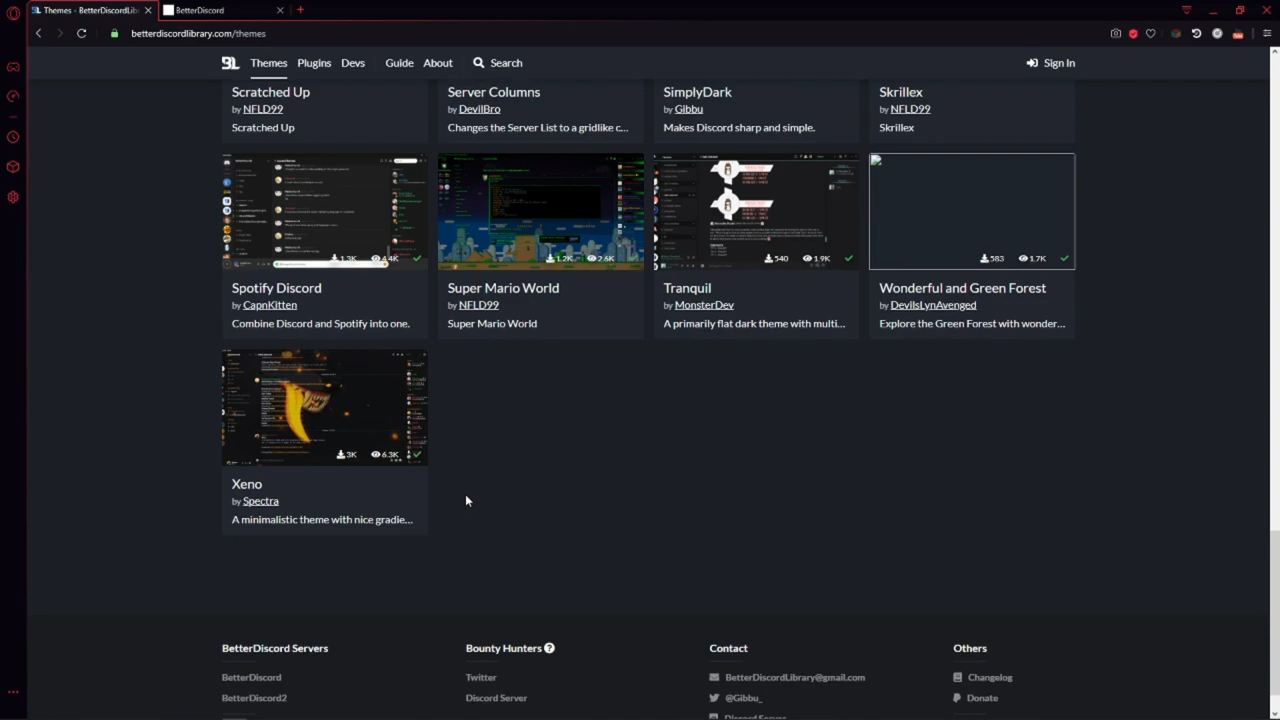 Themes - BetterDiscordLib
BetterDiscord
betterdiscordlibrary.com/themes
BL Themes Plugins Devs Guide About Search Sign In
Scratched Up
by NFLD99
Scratched Up
Server Columns
by DevilBro
Changes the Server List to a gridlike c...
SimplyDark
by Gibbu
Makes Discord sharp and simple.
Skrillex
by NFLD99
Skrillex
1.3K 4.4K
Spotify Discord
by CapnKitten
Combine Discord and Spotify into one.
1.2K 2.6K
Super Mario World
by NFLD99
Super Mario World
540 1.9K
Tranquil
by MonsterDev
A primarily flat dark theme with multi...
583 1.7K
Wonderful and Green Forest
by DevilsLynAvenged
Explore the Green Forest with wonder...
3K 6.3K
Xeno
by Spectra
A minimalistic theme with nice gradie...
BetterDiscord Servers
BetterDiscord
BetterDiscord2
Bounty Hunters ?
Twitter
Discord Server
Contact
BetterDiscordLibrary@gmail.com
@Gibbu_
Discord Server
Others
Changelog
Donate